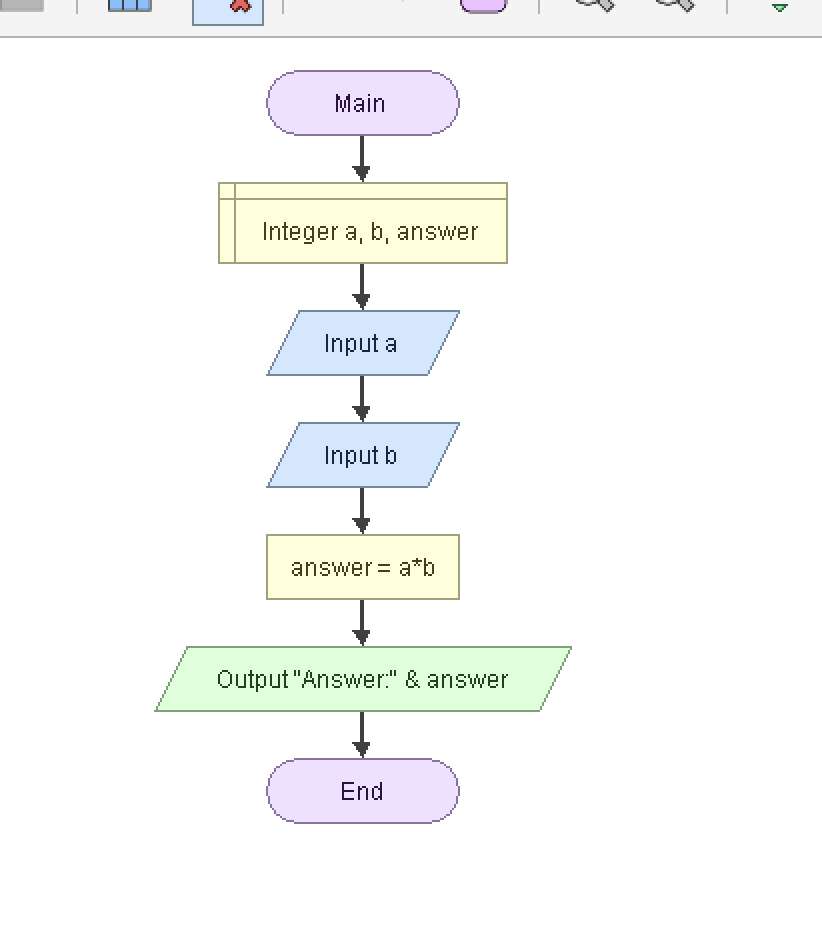 Main
Integer a, b, answer
Input a
Input b
answer = a*b
Output "Answer:" & answer
End